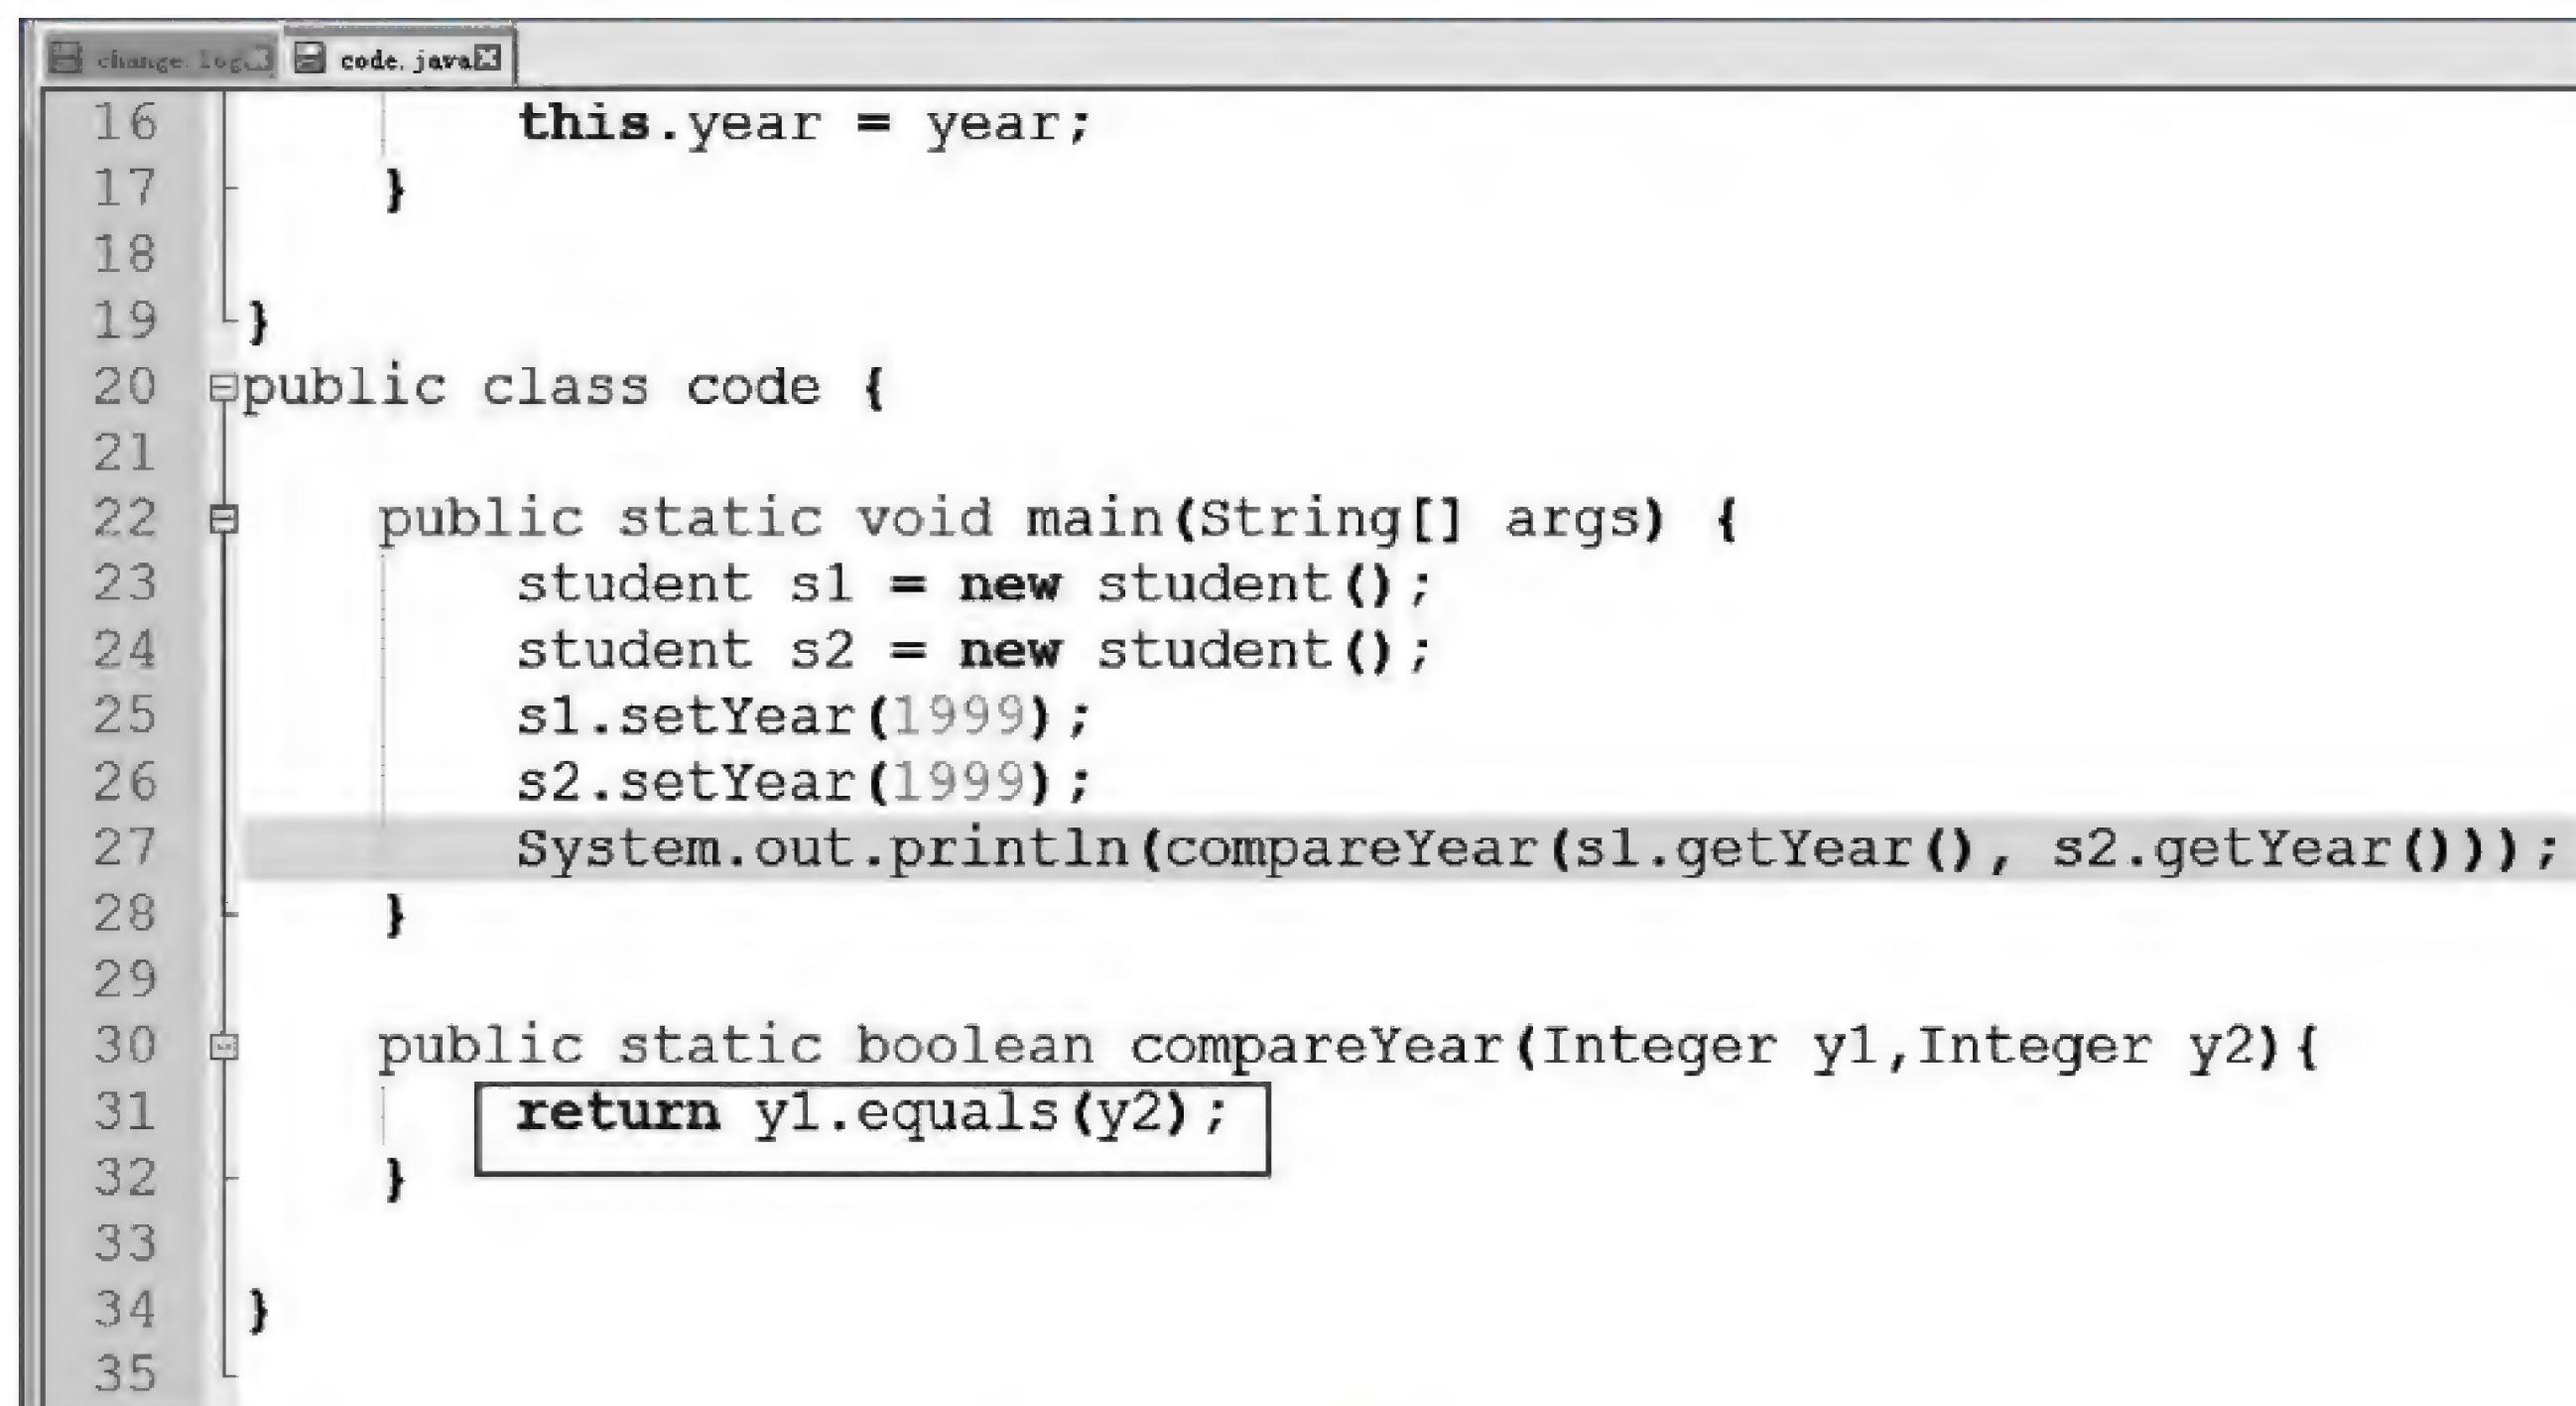 change.log code.java
16 this.year = year;
17 }
18
19 }
20 public class code {
21
22 public static void main(String[] args) {
23 student s1 = new student();
24 student s2 = new student();
25 s1.setYear(1999);
26 s2.setYear(1999);
27 System.out.println(compareYear(s1.getYear(), s2.getYear()));
28 }
29
30 public static boolean compareYear(Integer y1,Integer y2){
31 return y1.equals(y2);
32 }
33
34 }
35